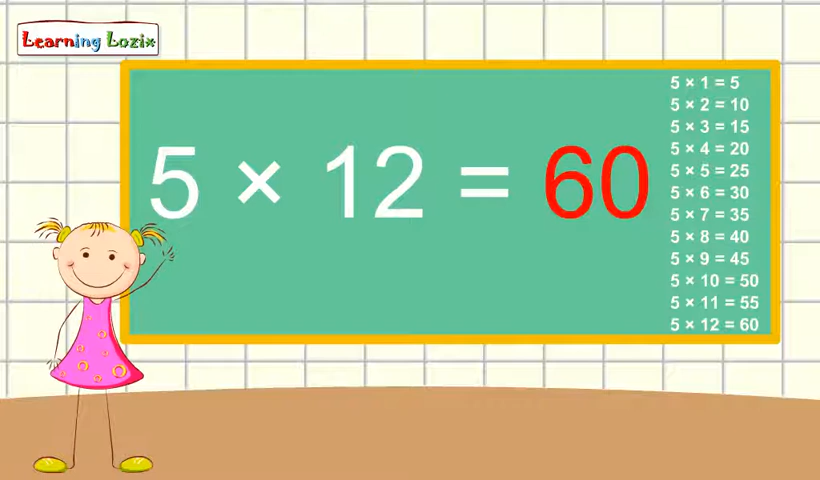 Learning Lozix
5 × 12 = 60
5 × 1 = 5
5 × 2 = 10
5 × 3 = 15
5 × 4 = 20
5 × 5 = 25
5 × 6 = 30
5 × 7 = 35
5 × 8 = 40
5 × 9 = 45
5 × 10 = 50
5 × 11 = 55
5 × 12 = 60